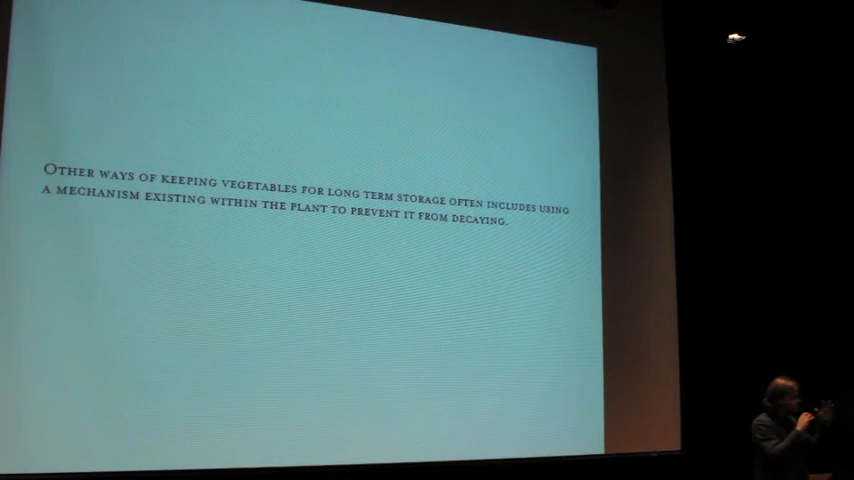 Other ways of keeping vegetables for long term storage often includes using
a mechanism existing within the plant to prevent it from decaying.